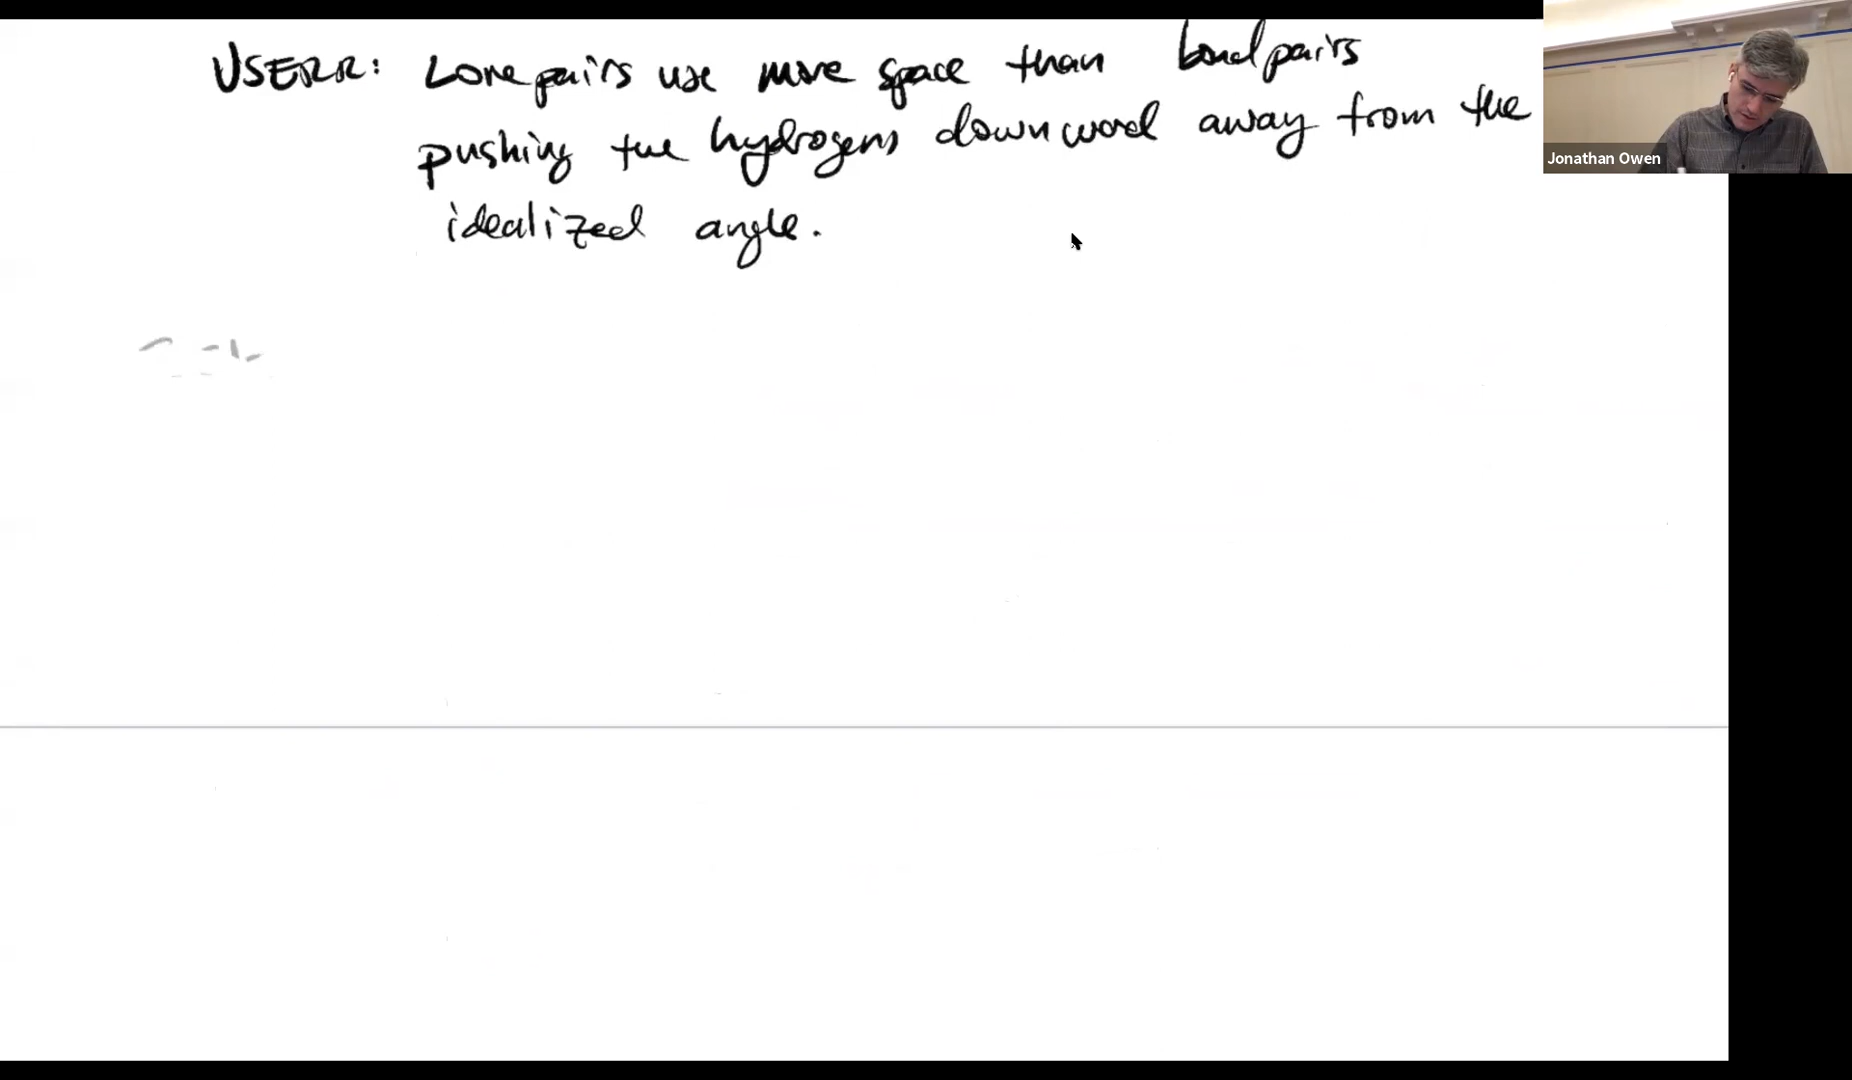 VSERR: Lone pairs use more space than bond pairs
pushing the hydrogens downward away from the
idealized angle.
Jonathan Owen